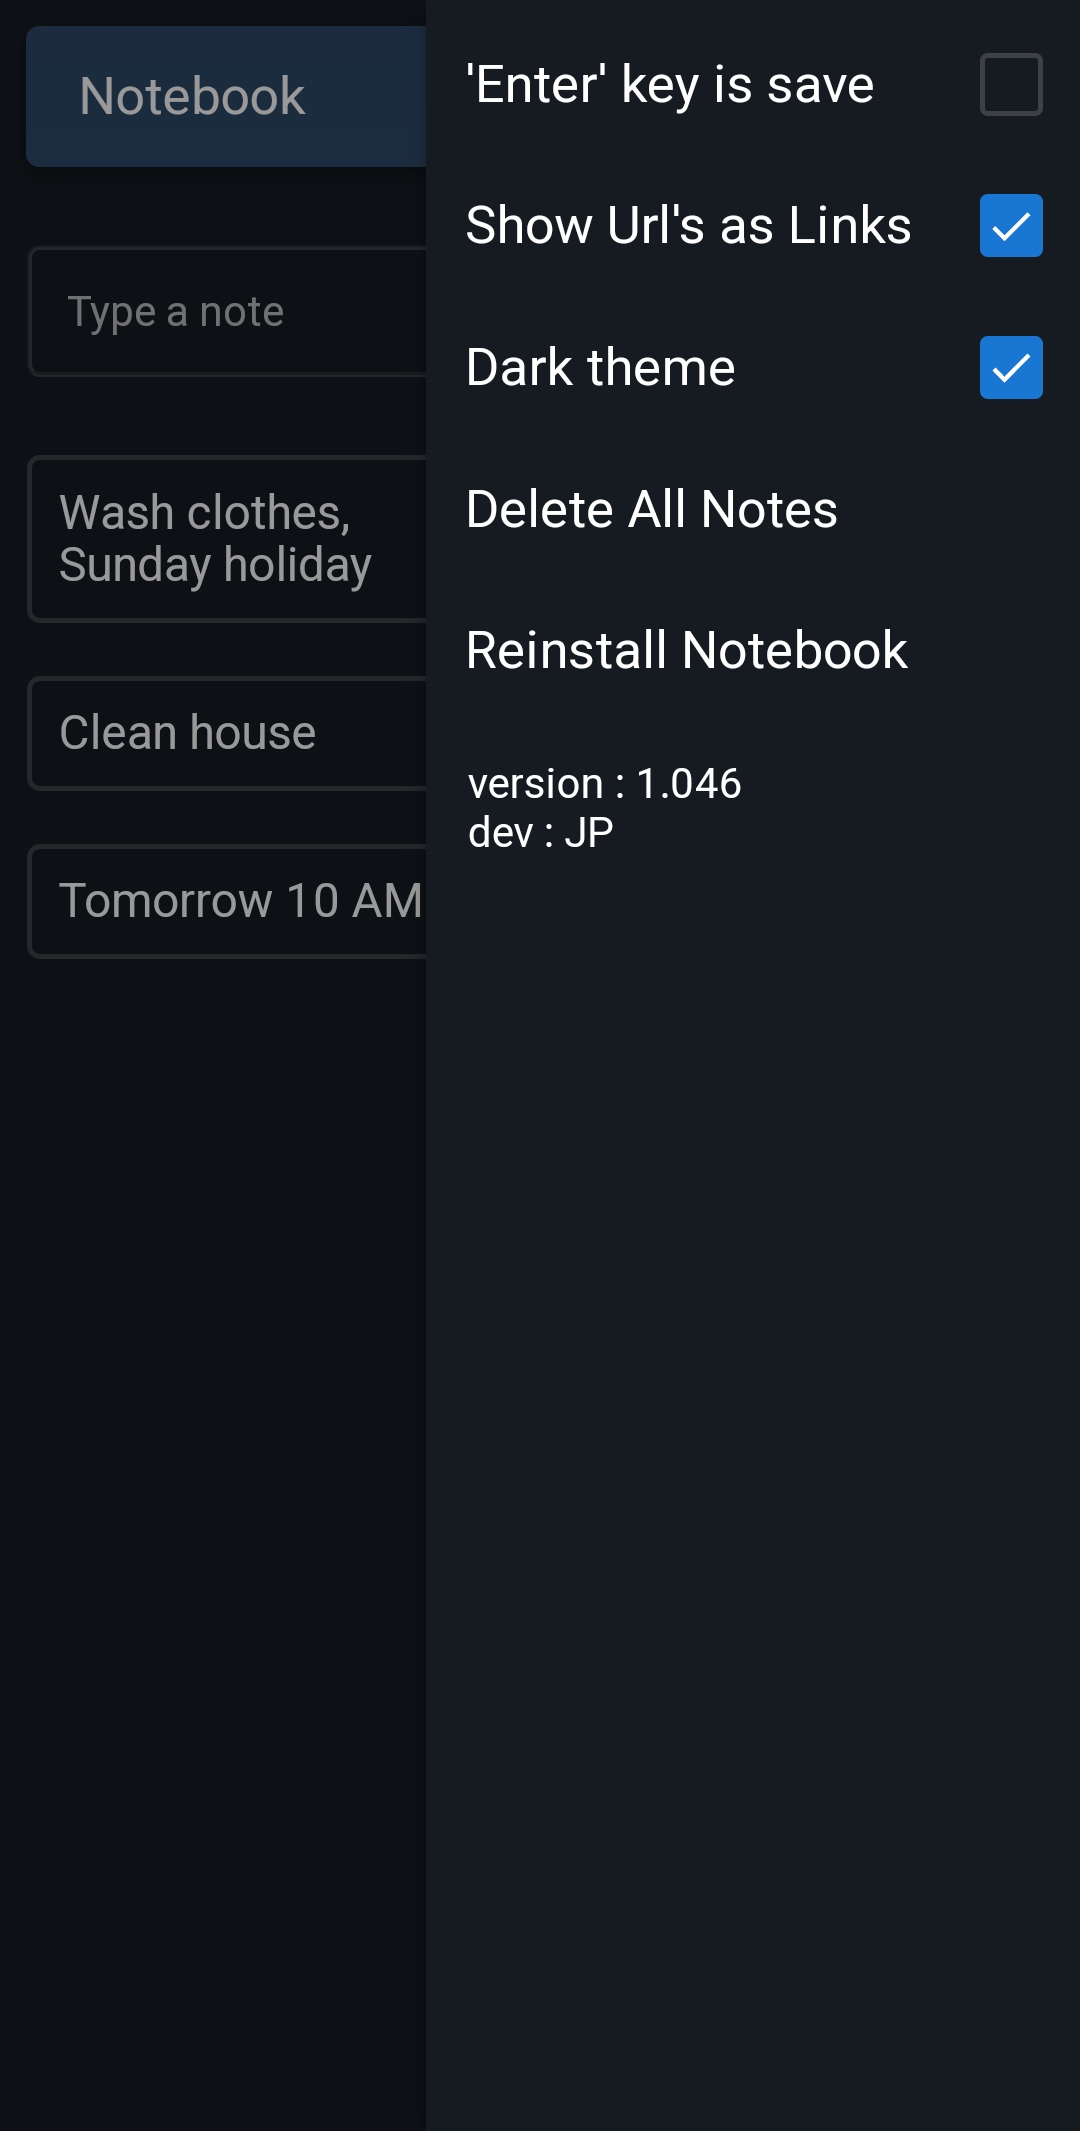 Notebook
Type a note
Wash clothes,
Sunday holiday
Clean house
Tomorrow 10 AM
'Enter' key is save
Show Url's as Links
Dark theme
Delete All Notes
Reinstall Notebook
version : 1.046
dev : JP